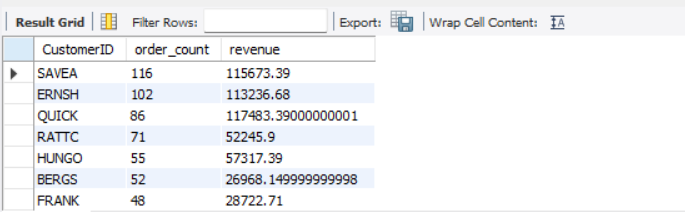 Result Grid Filter Rows: Export: Wrap Cell Content:
CustomerID order_count revenue
SAVEA 116 115673.39
ERNSH 102 113236.68
QUICK 86 117483.39000000001
RATTC 71 52245.9
HUNGO 55 57317.39
BERGS 52 26968.149999999998
FRANK 48 28722.71